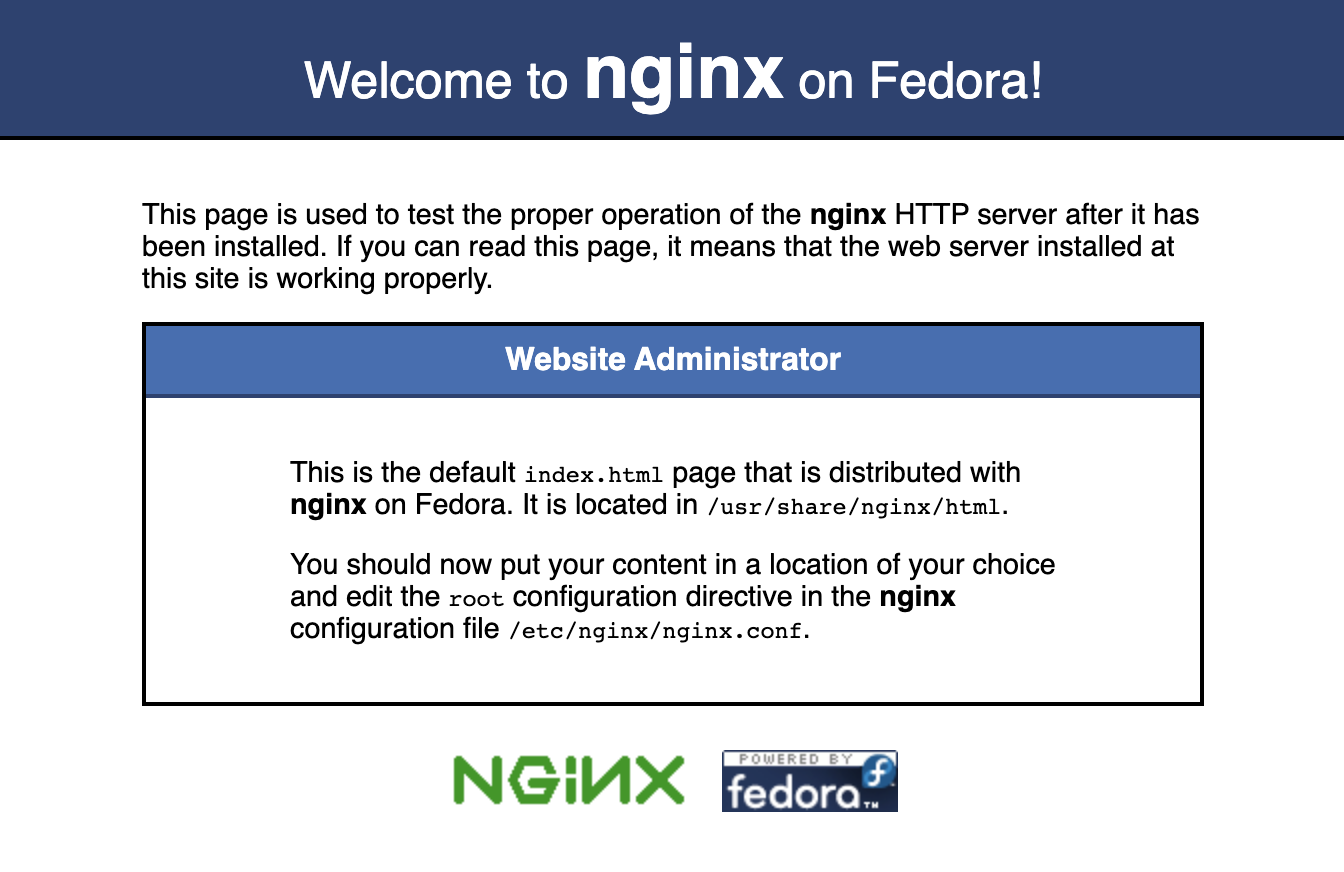 Welcome to nginx on Fedora!
This page is used to test the proper operation of the nginx HTTP server after it has
been installed. If you can read this page, it means that the web server installed at
this site is working properly.
Website Administrator
This is the default index.html page that is distributed with
nginx on Fedora. It is located in /usr/share/nginx/html.
You should now put your content in a location of your choice
and edit the root configuration directive in the nginx
configuration file /etc/nginx/nginx.conf.
NGiNX
POWERED BY
fedora™